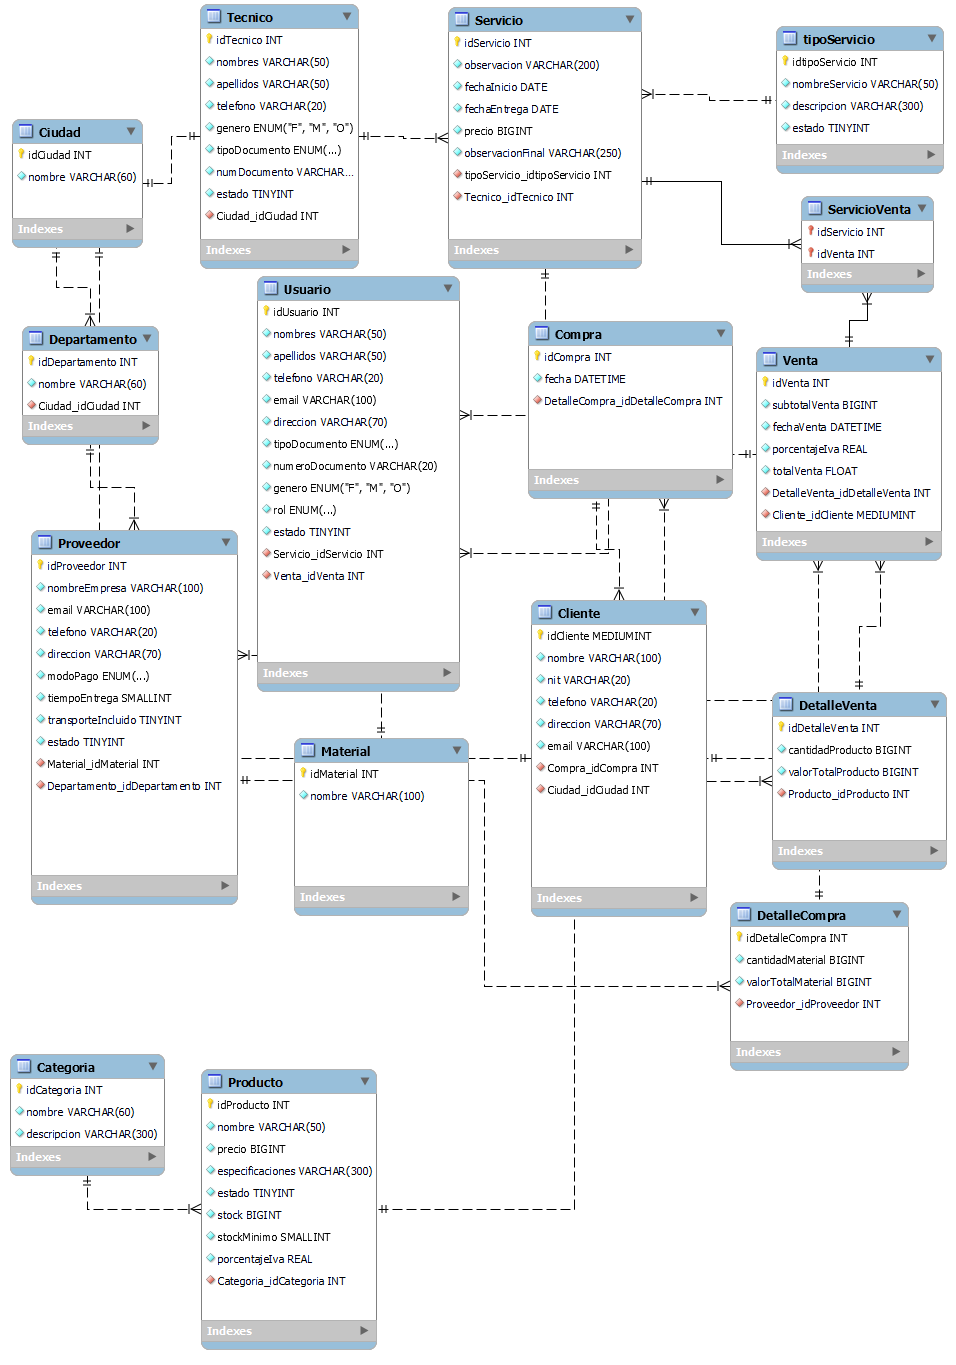 Tecnico
idTecnico INT
nombres VARCHAR(50)
apellidos VARCHAR(50)
telefono VARCHAR(20)
genero ENUM("F", "M", "O")
tipoDocumento ENUM(...)
numDocumento VARCHAR...
estado TINYINT
Ciudad_idCiudad INT
Indexes
Servicio
idServicio INT
observacion VARCHAR(200)
fechaInicio DATE
fechaEntrega DATE
precio BIGINT
observacionFinal VARCHAR(250)
tipoServicio_idtipoServicio INT
Tecnico_idTecnico INT
Indexes
tipoServicio
idtipoServicio INT
nombreServicio VARCHAR(50)
descripcion VARCHAR(300)
estado TINYINT
Indexes
Ciudad
idCiudad INT
nombre VARCHAR(60)
Indexes
ServicioVenta
idServicio INT
idVenta INT
Indexes
Usuario
idUsuario INT
nombres VARCHAR(50)
apellidos VARCHAR(50)
telefono VARCHAR(20)
email VARCHAR(100)
direccion VARCHAR(70)
tipoDocumento ENUM(...)
numeroDocumento VARCHAR(20)
genero ENUM("F", "M", "O")
rol ENUM(...)
estado TINYINT
Servicio_idServicio INT
Venta_idVenta INT
Indexes
Departamento
idDepartamento INT
nombre VARCHAR(60)
Ciudad_idCiudad INT
Indexes
Compra
idCompra INT
fecha DATETIME
DetalleCompra_idDetalleCompra INT
Indexes
Venta
idVenta INT
subtotalVenta BIGINT
fechaVenta DATETIME
porcentajeIva REAL
totalVenta FLOAT
DetalleVenta_idDetalleVenta INT
Cliente_idCliente MEDIUMINT
Indexes
Proveedor
idProveedor INT
nombreEmpresa VARCHAR(100)
email VARCHAR(100)
telefono VARCHAR(20)
direccion VARCHAR(70)
modoPago ENUM(...)
tiempoEntrega SMALLINT
transporteIncluido TINYINT
estado TINYINT
Material_idMaterial INT
Departamento_idDepartamento INT
Indexes
Cliente
idCliente MEDIUMINT
nombre VARCHAR(100)
nit VARCHAR(20)
telefono VARCHAR(20)
direccion VARCHAR(70)
email VARCHAR(100)
Compra_idCompra INT
Ciudad_idCiudad INT
Indexes
Material
idMaterial INT
nombre VARCHAR(100)
Indexes
DetalleVenta
idDetalleVenta INT
cantidadProducto BIGINT
valorTotalProducto BIGINT
Producto_idProducto INT
Indexes
DetalleCompra
idDetalleCompra INT
cantidadMaterial BIGINT
valorTotalMaterial BIGINT
Proveedor_idProveedor INT
Indexes
Categoria
idCategoria INT
nombre VARCHAR(60)
descripcion VARCHAR(300)
Indexes
Producto
idProducto INT
nombre VARCHAR(50)
precio BIGINT
especificaciones VARCHAR(300)
estado TINYINT
stock BIGINT
stockMinimo SMALLINT
porcentajeIva REAL
Categoria_idCategoria INT
Indexes